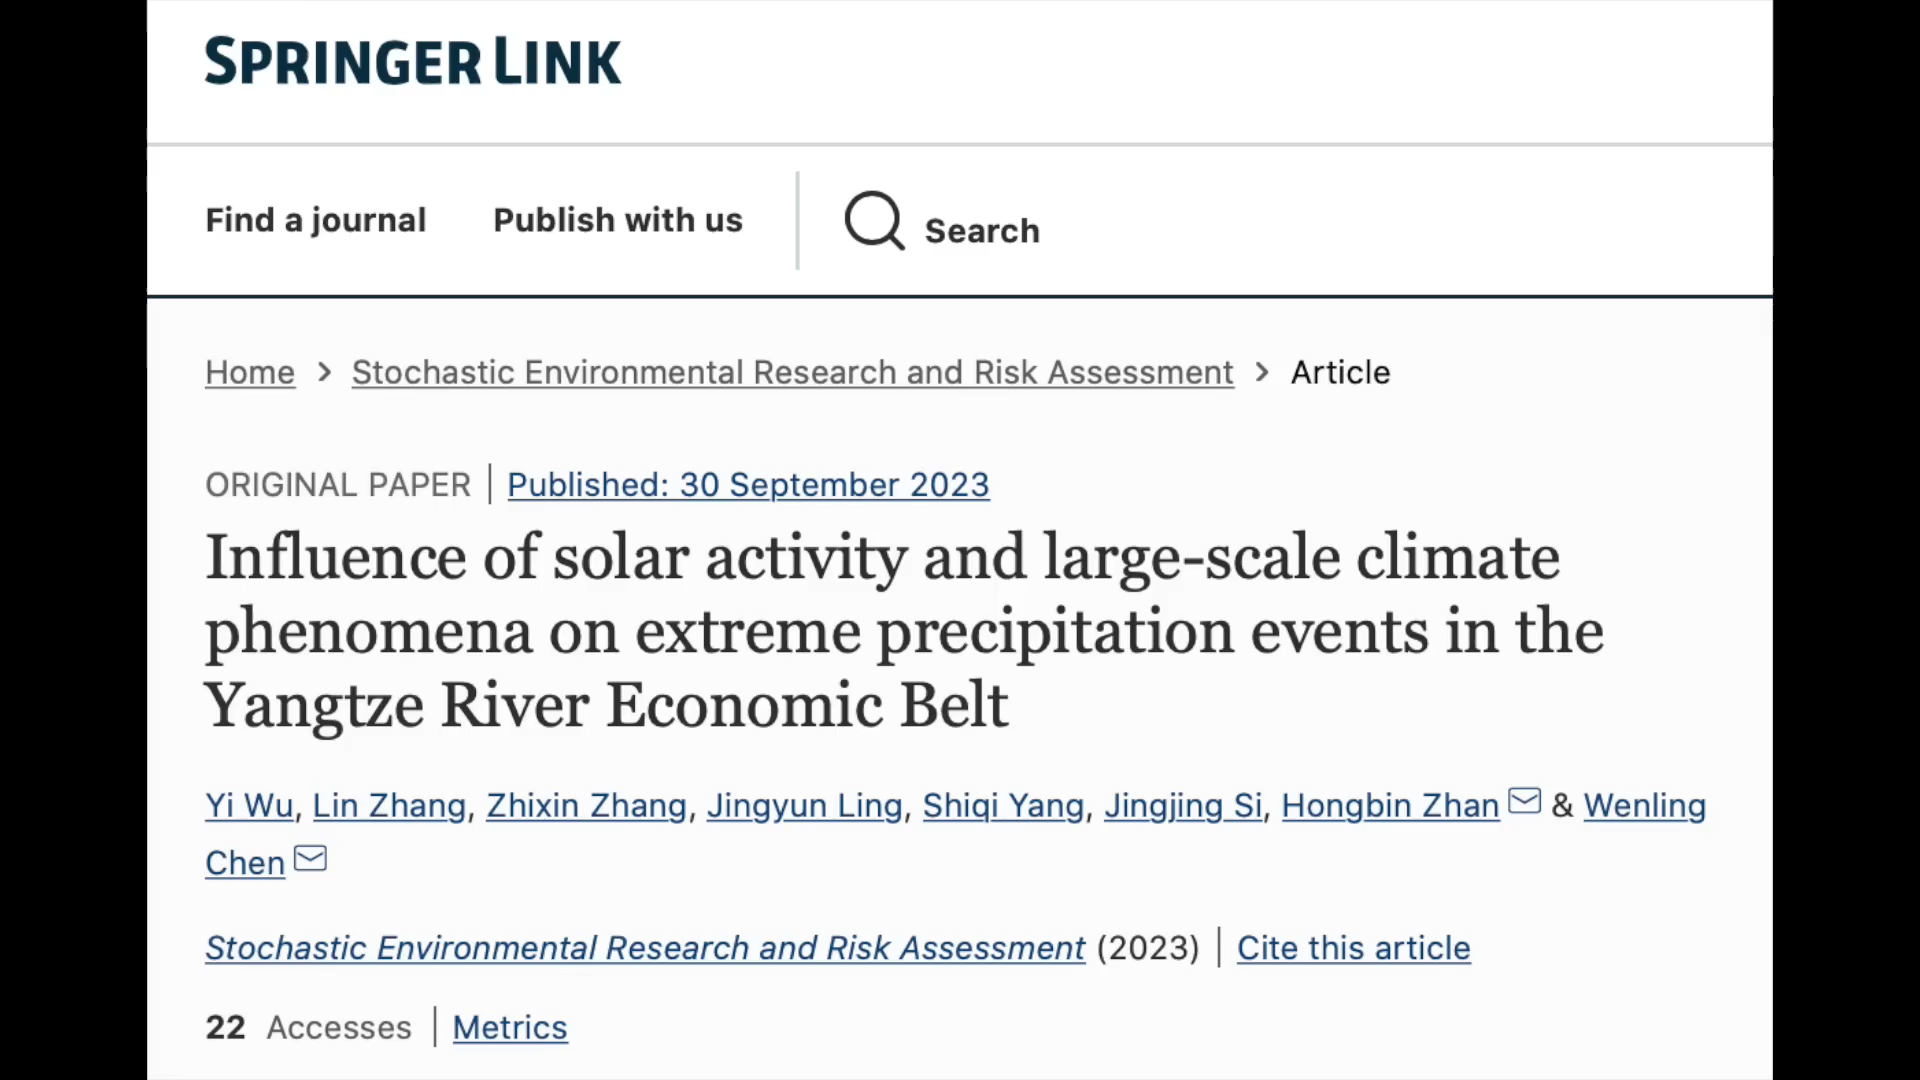 SPRINGER LINK
Find a journal Publish with us Search
Home > Stochastic Environmental Research and Risk Assessment > Article
ORIGINAL PAPER | Published: 30 September 2023
Influence of solar activity and large-scale climate
phenomena on extreme precipitation events in the
Yangtze River Economic Belt
Yi Wu, Lin Zhang, Zhixin Zhang, Jingyun Ling, Shiqi Yang, Jingjing Si, Hongbin Zhan & Wenling
Chen
Stochastic Environmental Research and Risk Assessment (2023) | Cite this article
22 Accesses | Metrics